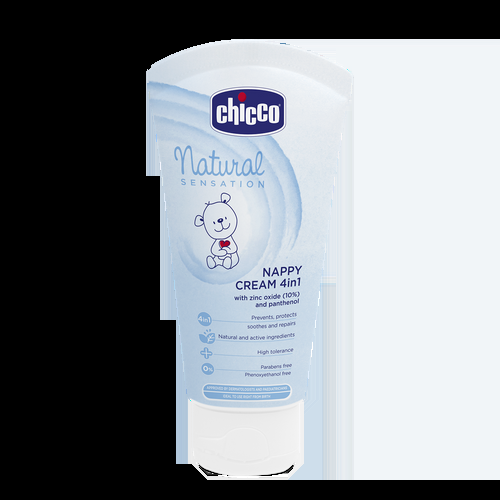 chicco
Natural
SENSATION
NAPPY
CREAM 4in1
with zinc oxide (10%)
and panthenol
4in1
Prevents, protects
soothes and repairs
Natural and active ingredients
High tolerance
0%
Parabens free
Phenoxyethanol free